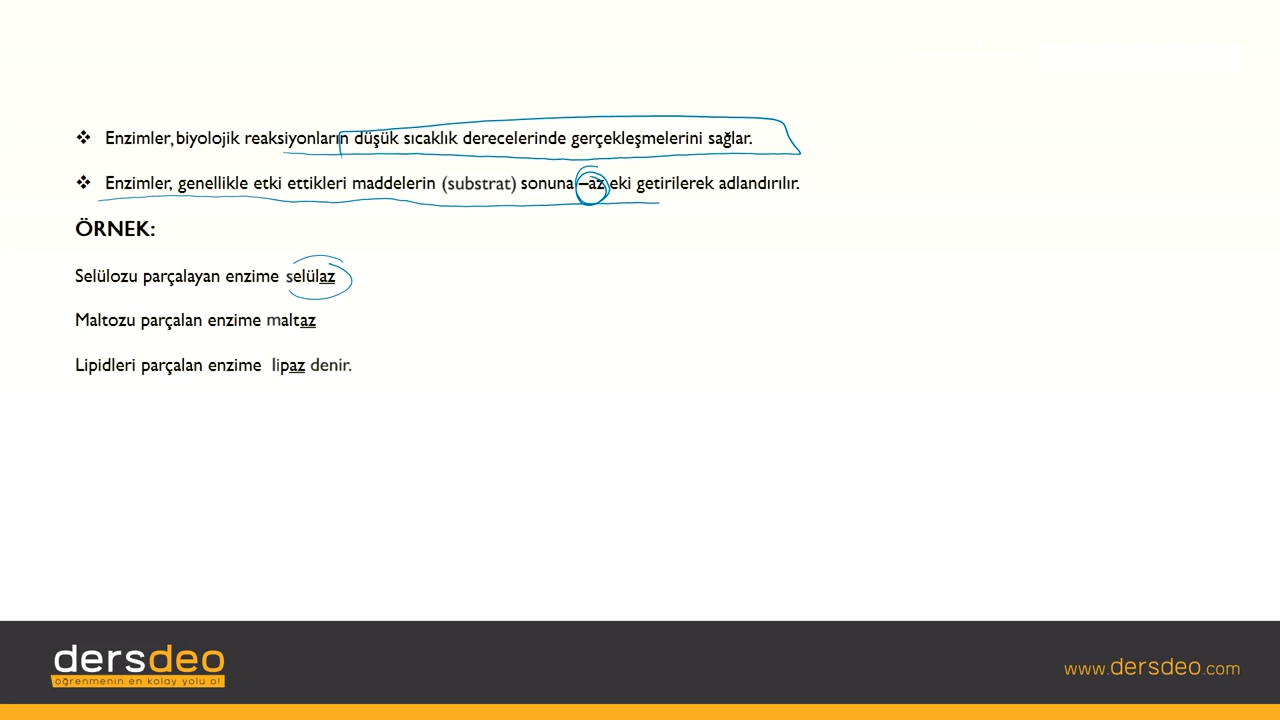 ❖ Enzimler, biyolojik reaksiyonların düşük sıcaklık derecelerinde gerçekleşmelerini sağlar.
❖ Enzimler, genellikle etki ettikleri maddelerin (substrat) sonuna –az eki getirilerek adlandırılır.
ÖRNEK:
Selülozu parçalayan enzime selülaz
Maltozu parçalan enzime maltaz
Lipidleri parçalan enzime lipaz denir.
dersdeo
öğrenmenin en kolay yolu o!
www.dersdeo.com